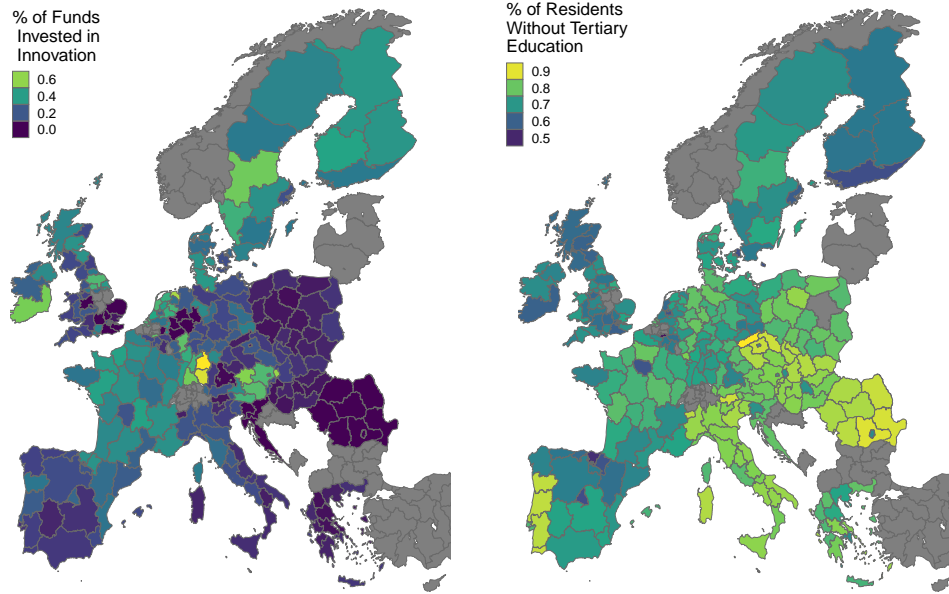 % of Funds
Invested in
Innovation
0.6
0.4
0.2
0.0
% of Residents
Without Tertiary
Education
0.9
0.8
0.7
0.6
0.5